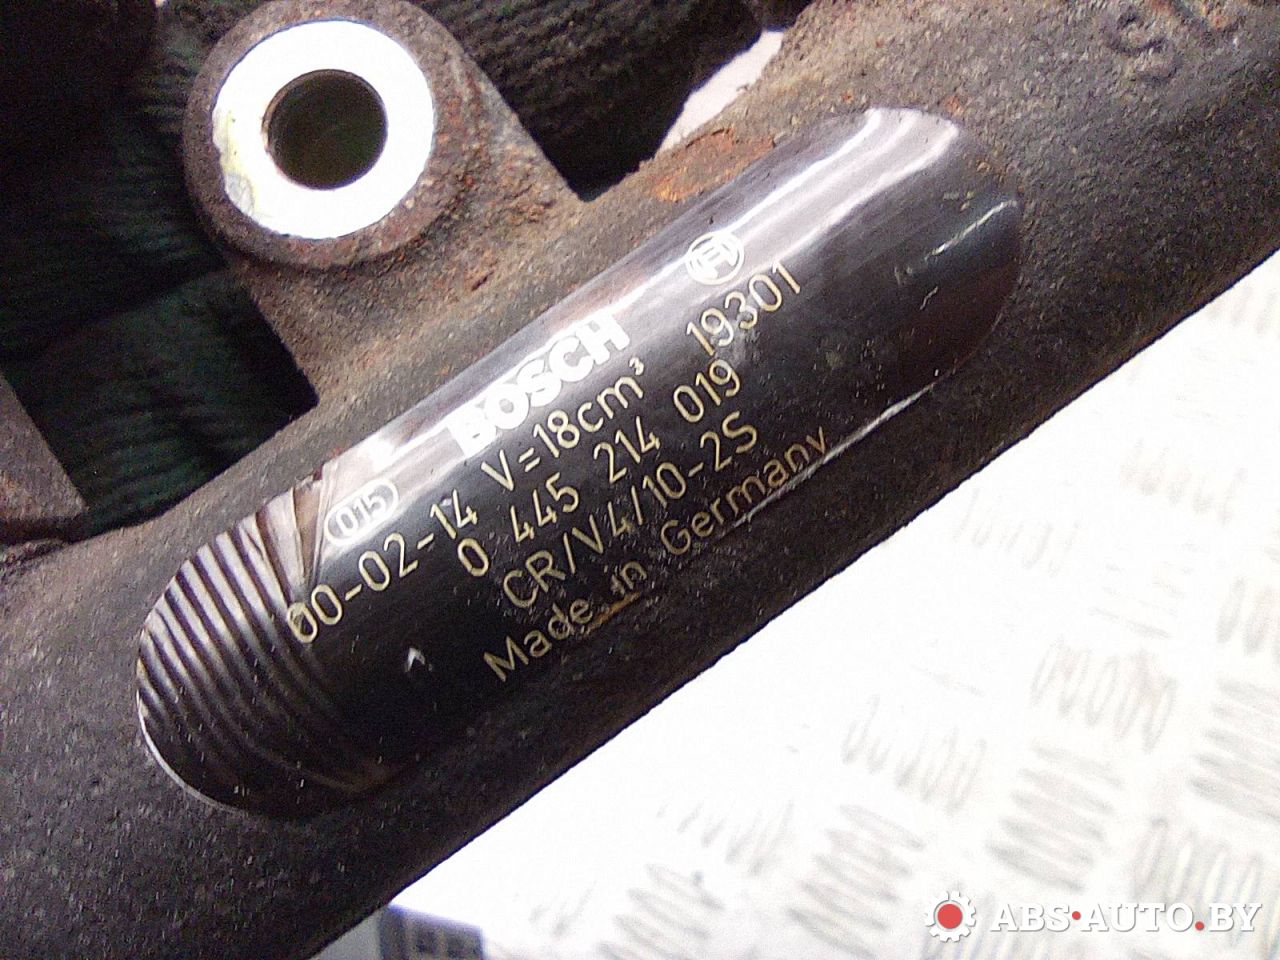 BOSCH
015
00-02-14 V=18cm³ 19301
0 445 214 019
CR/V4/10-2S
Made in Germany
ABS-AUTO.BY